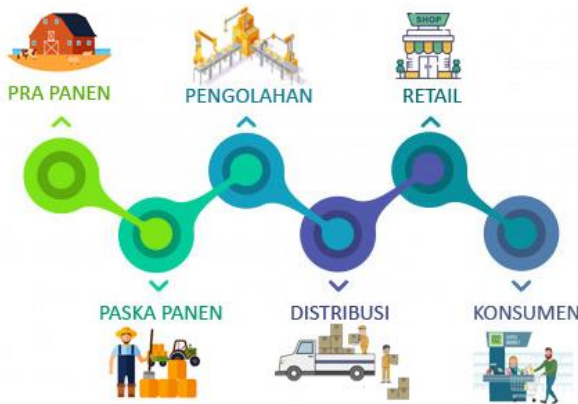 PRA PANEN
PENGOLAHAN
SHOP
RETAIL
PASKA PANEN
DISTRIBUSI
KONSUMEN